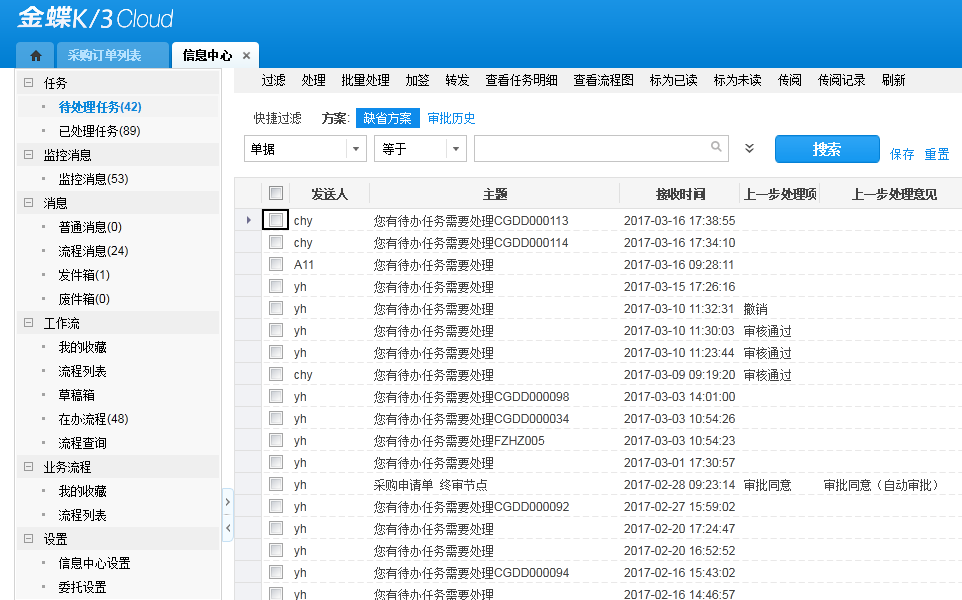 金蝶K/3 Cloud
采购订单列表 信息中心 ×
任务
待处理任务(42)
已处理任务(89)
监控消息
监控消息(53)
消息
普通消息(0)
流程消息(24)
发件箱(1)
废件箱(0)
工作流
我的收藏
流程列表
草稿箱
在办流程(48)
流程查询
业务流程
我的收藏
流程列表
设置
信息中心设置
委托设置
过滤 处理 批量处理 加签 转发 查看任务明细 查看流程图 标为已读 标为未读 传阅 传阅记录 刷新
快捷过滤 方案: 缺省方案 审批历史
单据 等于 搜索 保存 重置
发送人 主题 接收时间 上一步处理项 上一步处理意见
chy 您有待办任务需要处理CGDD000113 2017-03-16 17:38:55
chy 您有待办任务需要处理CGDD000114 2017-03-16 17:34:10
A11 您有待办任务需要处理 2017-03-16 09:28:11
yh 您有待办任务需要处理 2017-03-15 17:26:16
yh 您有待办任务需要处理 2017-03-10 11:32:31 撤销
yh 您有待办任务需要处理 2017-03-10 11:30:03 审核通过
yh 您有待办任务需要处理 2017-03-10 11:23:44 审核通过
chy 您有待办任务需要处理 2017-03-09 09:19:20 审核通过
yh 您有待办任务需要处理CGDD000098 2017-03-03 14:01:00
yh 您有待办任务需要处理CGDD000034 2017-03-03 10:54:26
yh 您有待办任务需要处理FZHZ005 2017-03-03 10:54:23
yh 您有待办任务需要处理 2017-03-01 17:30:57
yh 采购申请单 终审节点 2017-02-28 09:23:14 审批同意 审批同意（自动审批）
yh 您有待办任务需要处理CGDD000092 2017-02-27 15:59:02
yh 您有待办任务需要处理 2017-02-20 17:24:47
yh 您有待办任务需要处理 2017-02-20 16:52:52
yh 您有待办任务需要处理CGDD000094 2017-02-16 15:43:02
yh 您有待办任务需要处理 2017-02-16 14:46:57